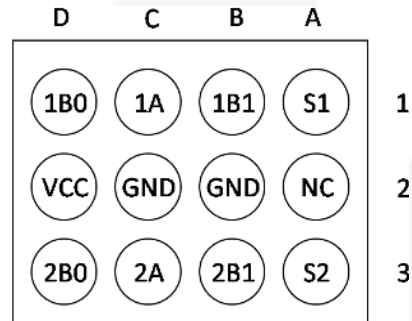 D C B A
1B0 1A 1B1 S1 1
VCC GND GND NC 2
2B0 2A 2B1 S2 3